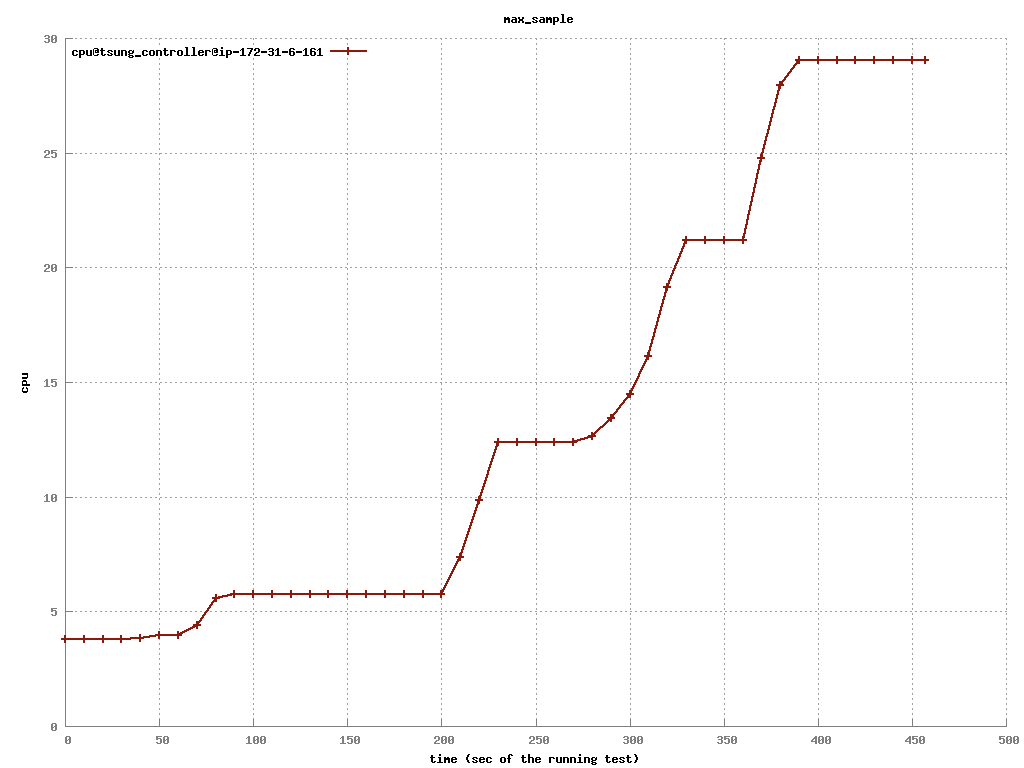 max_sample
cpu@tsung_controller@ip-172-31-6-161
30
25
20
15
10
5
0
cpu
0 50 100 150 200 250 300 350 400 450 500
time (sec of the running test)